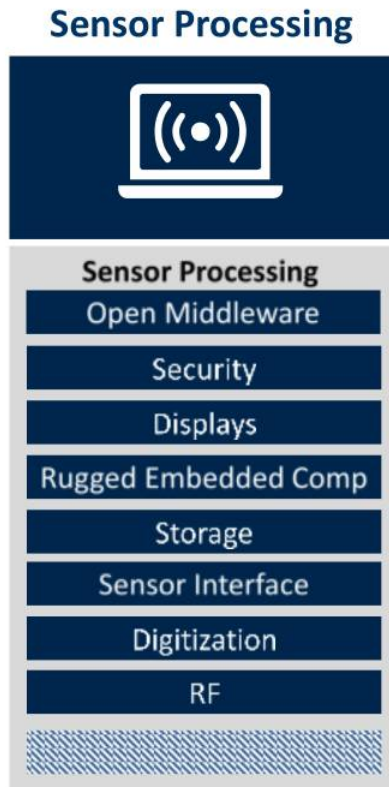 Sensor Processing
Sensor Processing
Open Middleware
Security
Displays
Rugged Embedded Comp
Storage
Sensor Interface
Digitization
RF